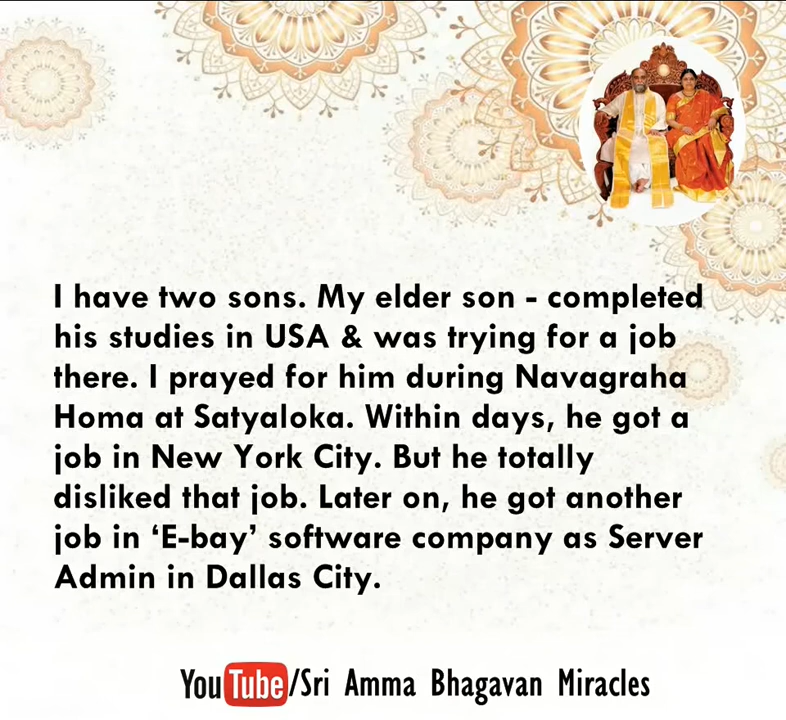 I have two sons. My elder son - completed
his studies in USA & was trying for a job
there. I prayed for him during Navagraha
Homa at Satyaloka. Within days, he got a
job in New York City. But he totally
disliked that job. Later on, he got another
job in ‘E-bay’ software company as Server
Admin in Dallas City.
YouTube/Sri Amma Bhagavan Miracles